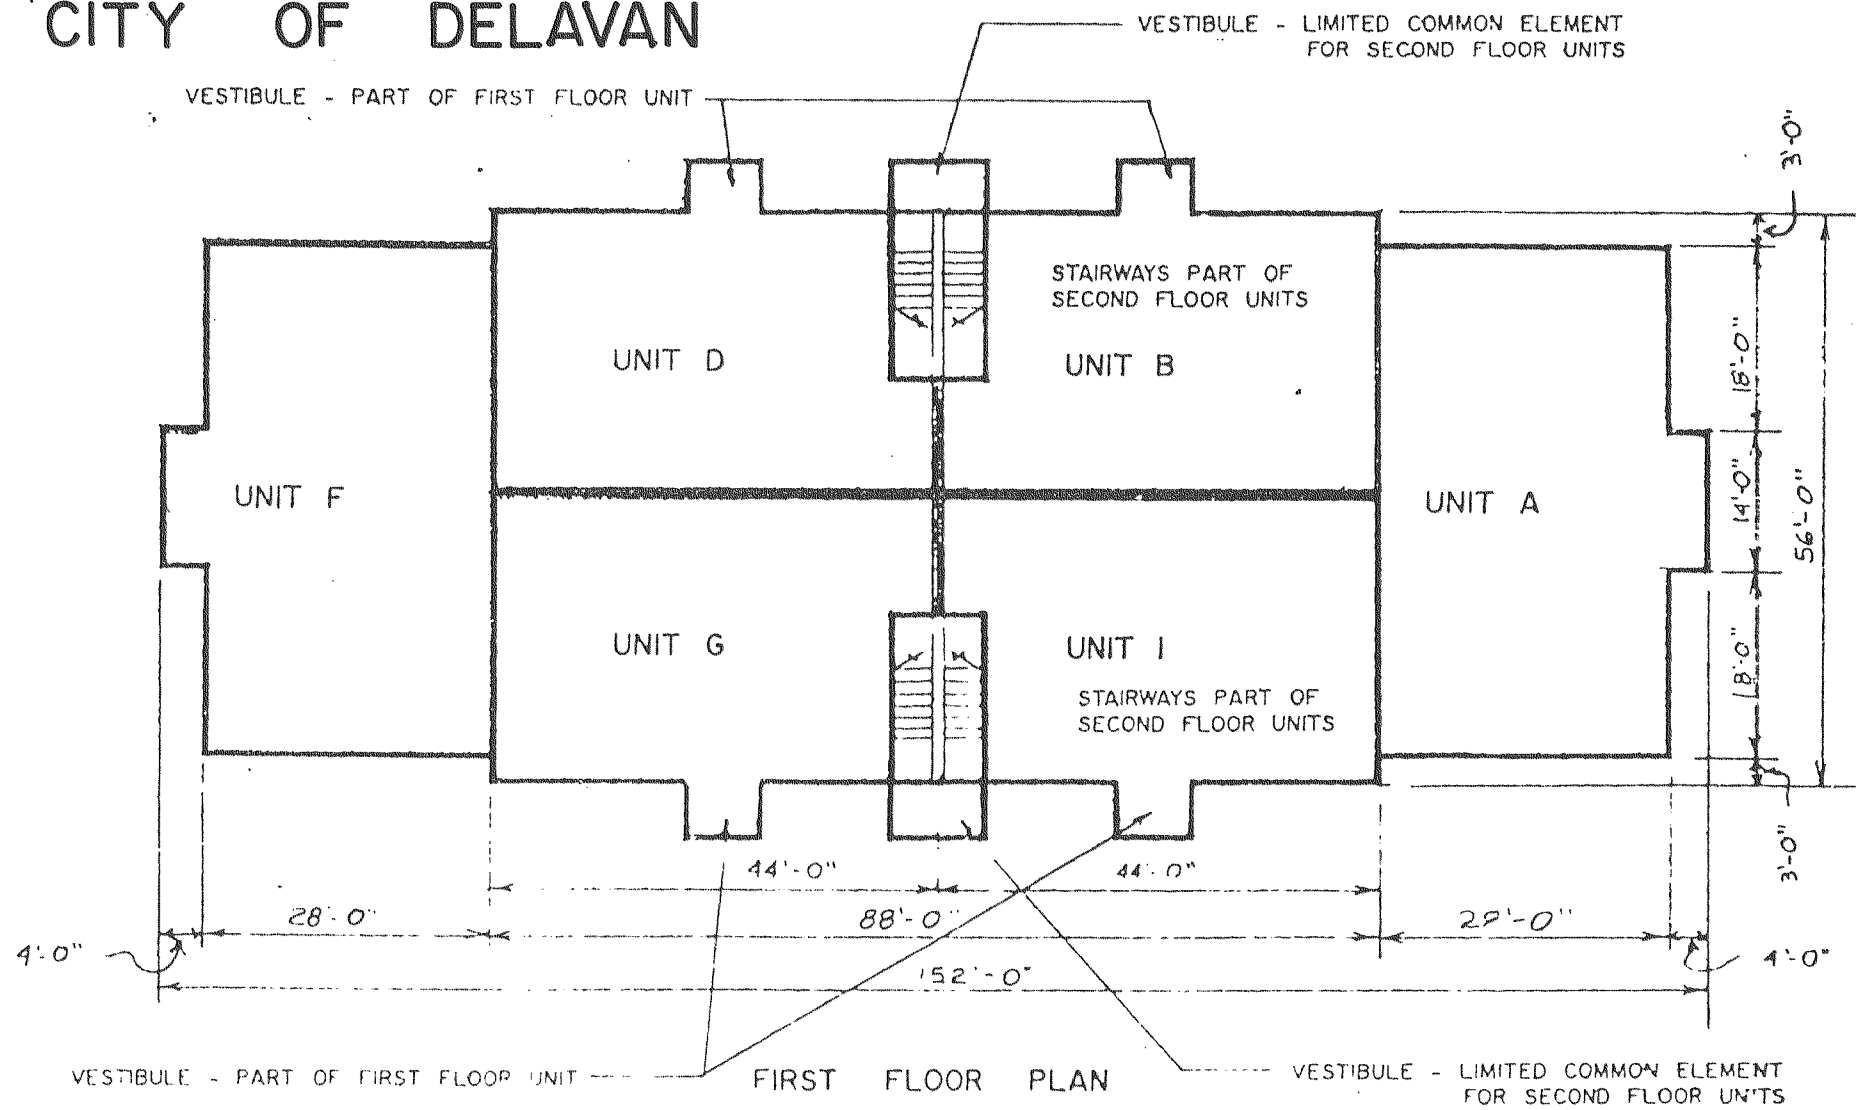 CITY OF DELAVAN
VESTIBULE - LIMITED COMMON ELEMENT
FOR SECOND FLOOR UNITS
VESTIBULE - PART OF FIRST FLOOR UNIT
3'-0"
STAIRWAYS PART OF
SECOND FLOOR UNITS
UNIT D
UNIT B
18'-0"
UNIT F
UNIT A
14'-0"
56'-0"
UNIT G
UNIT I
18'-0"
STAIRWAYS PART OF
SECOND FLOOR UNITS
3'-0"
44'-0"
44'-0"
28'-0"
88'-0"
28'-0"
4'-0"
4'-0"
152'-0"
VESTIBULE - PART OF FIRST FLOOR UNIT
FIRST FLOOR PLAN
VESTIBULE - LIMITED COMMON ELEMENT
FOR SECOND FLOOR UNITS